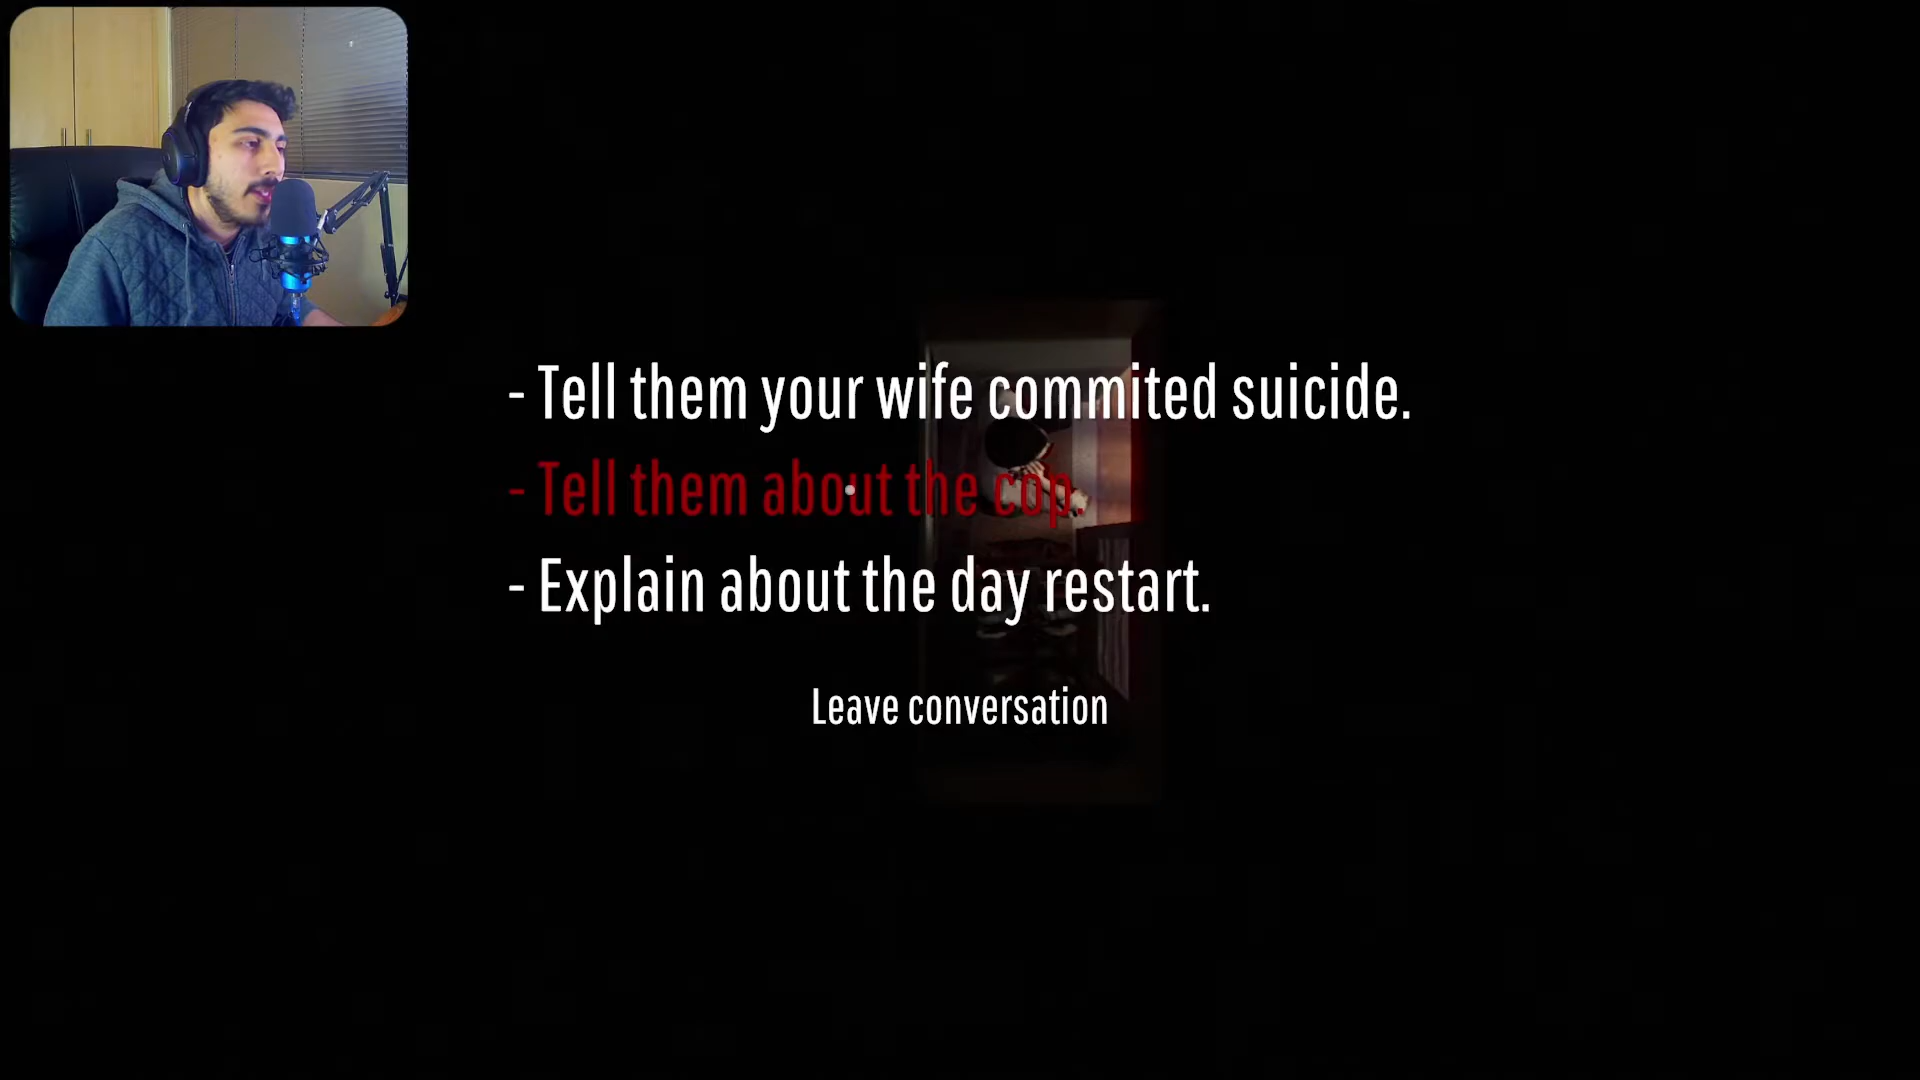 - Tell them your wife commited suicide.
- Tell them about the cop.
- Explain about the day restart.
Leave conversation